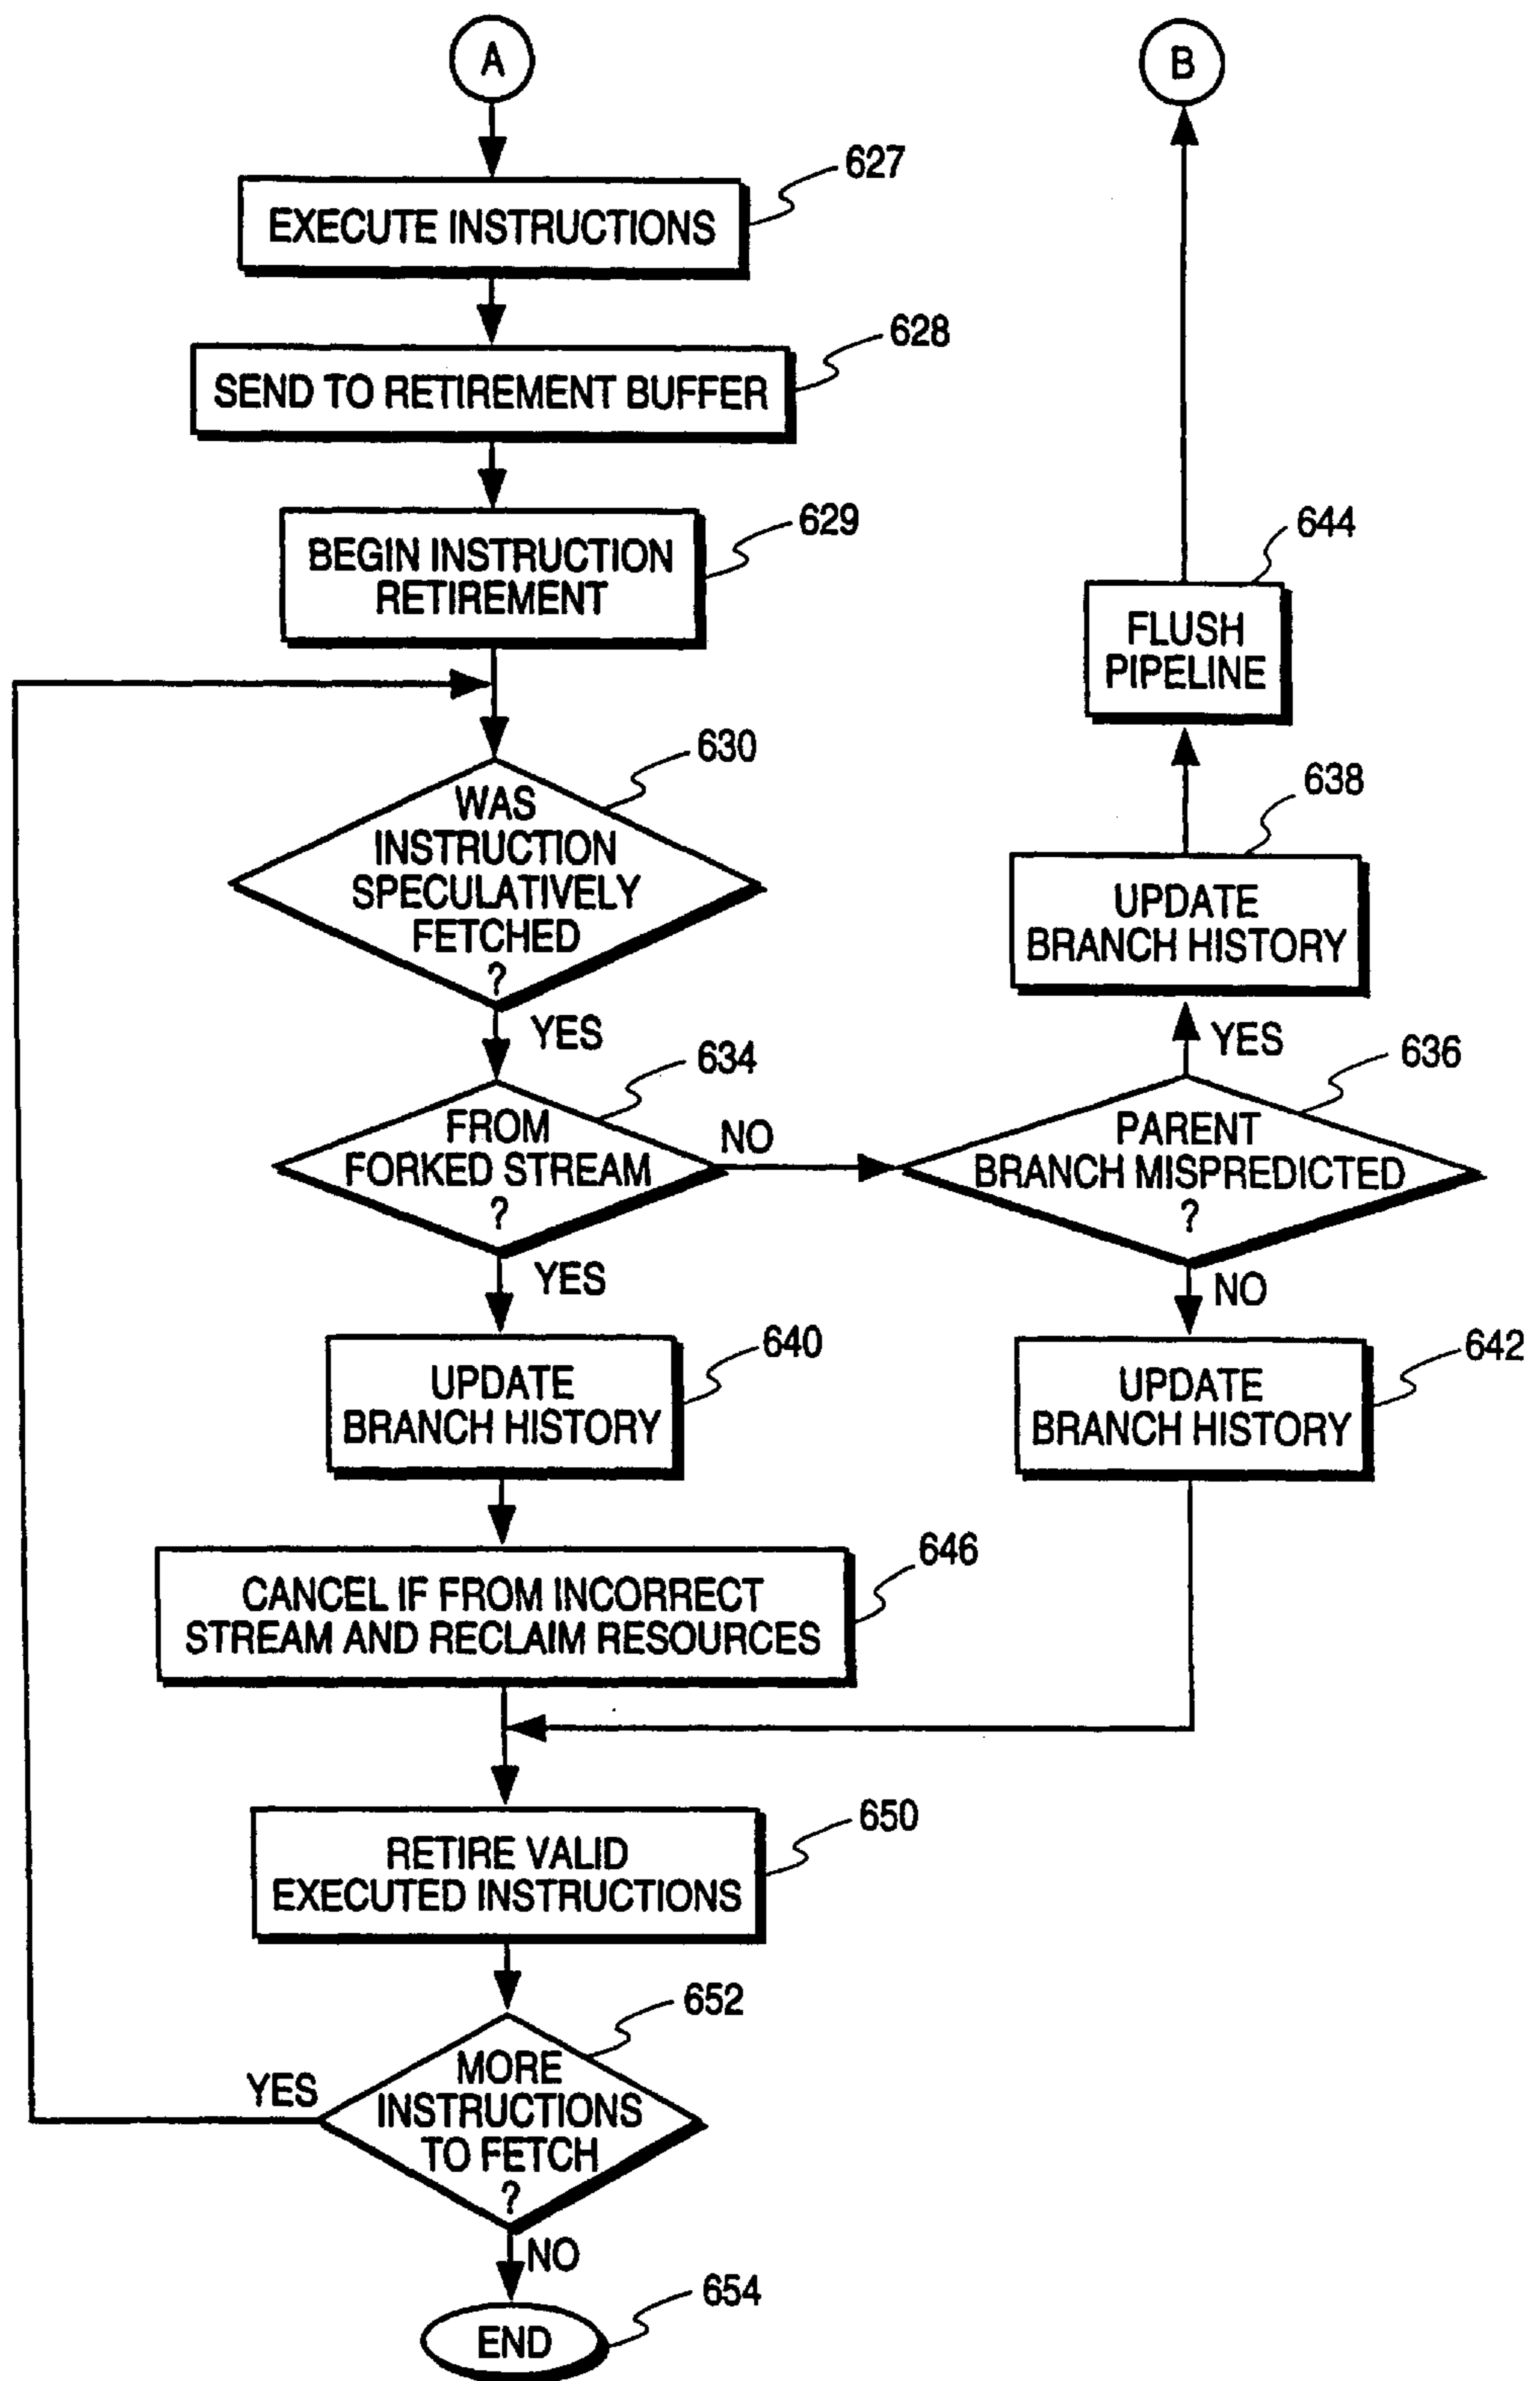 A
B
627
EXECUTE INSTRUCTIONS
628
SEND TO RETIREMENT BUFFER
629
BEGIN INSTRUCTION
RETIREMENT
644
FLUSH
PIPELINE
630
WAS
INSTRUCTION
SPECULATIVELY
FETCHED
?
YES
638
UPDATE
BRANCH HISTORY
YES
634
FROM
FORKED STREAM
?
NO
YES
636
PARENT
BRANCH MISPREDICTED
?
NO
640
UPDATE
BRANCH HISTORY
642
UPDATE
BRANCH HISTORY
646
CANCEL IF FROM INCORRECT
STREAM AND RECLAIM RESOURCES
650
RETIRE VALID
EXECUTED INSTRUCTIONS
652
YES
MORE
INSTRUCTIONS
TO FETCH
?
NO
654
END